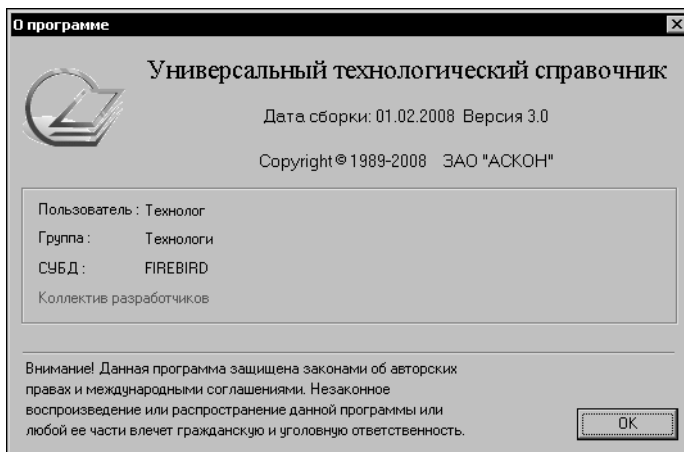 О программе
Универсальный технологический справочник
Дата сборки: 01.02.2008 Версия 3.0
Copyright © 1989-2008 ЗАО "АСКОН"
Пользователь : Технолог
Группа : Технологи
СУБД : FIREBIRD
Коллектив разработчиков
Внимание! Данная программа защищена законами об авторских
правах и международными соглашениями. Незаконное
воспроизведение или распространение данной программы или
любой ее части влечет гражданскую и уголовную ответственность.
OK